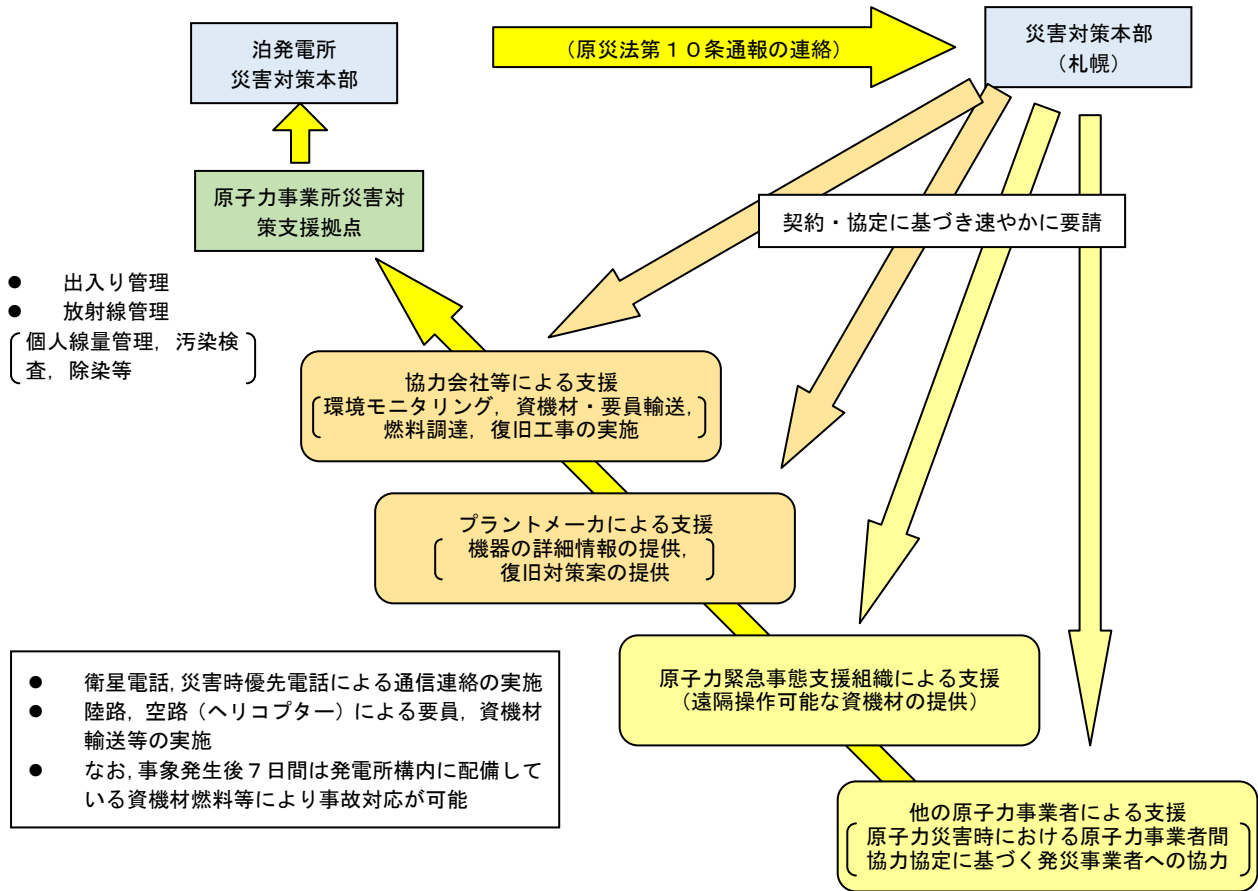 泊発電所
災害対策本部
(原災法第10条通報の連絡)
災害対策本部
(札幌)
原子力事業所災害対
策支援拠点
契約・協定に基づき速やかに要請
● 出入り管理
● 放射線管理
個人線量管理,汚染検
査,除染等
協力会社等による支援
環境モニタリング,資機材・要員輸送,
燃料調達,復旧工事の実施
プラントメーカによる支援
機器の詳細情報の提供,
復旧対策案の提供
原子力緊急事態支援組織による支援
(遠隔操作可能な資機材の提供)
● 衛星電話,災害時優先電話による通信連絡の実施
● 陸路,空路(ヘリコプター)による要員,資機材
輸送等の実施
● なお,事象発生後7日間は発電所構内に配備して
いる資機材燃料等により事故対応が可能
他の原子力事業者による支援
原子力災害時における原子力事業者間
協力協定に基づく発災事業者への協力